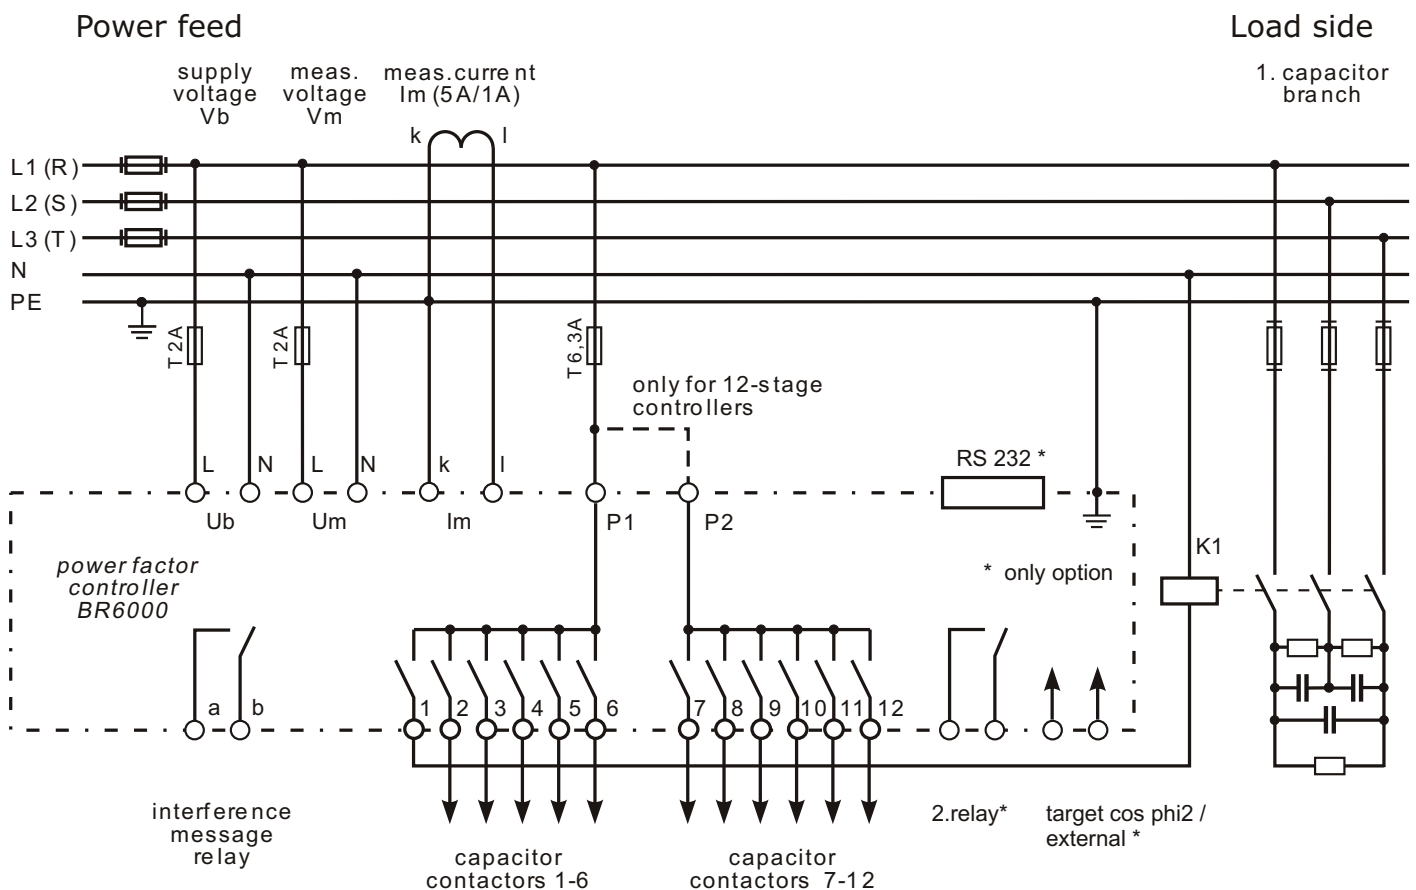 Power feed
Load side
supply
voltage
Vb
meas.
voltage
Vm
meas.current
Im (5A/1A)
1. capacitor
branch
k
l
L1 (R)
L2 (S)
L3 (T)
N
PE
T 2A
T 2A
T 6,3A
only for 12-stage
controllers
L
N
L
N
k
l
RS 232 *
Ub
Um
Im
P1
P2
K1
* only option
power factor
controller
BR6000
a
b
1
2
3
4
5
6
7
8
9
10
11
12
interference
message
relay
capacitor
contactors 1-6
capacitor
contactors 7-12
2.relay*
target cos phi2 /
external *